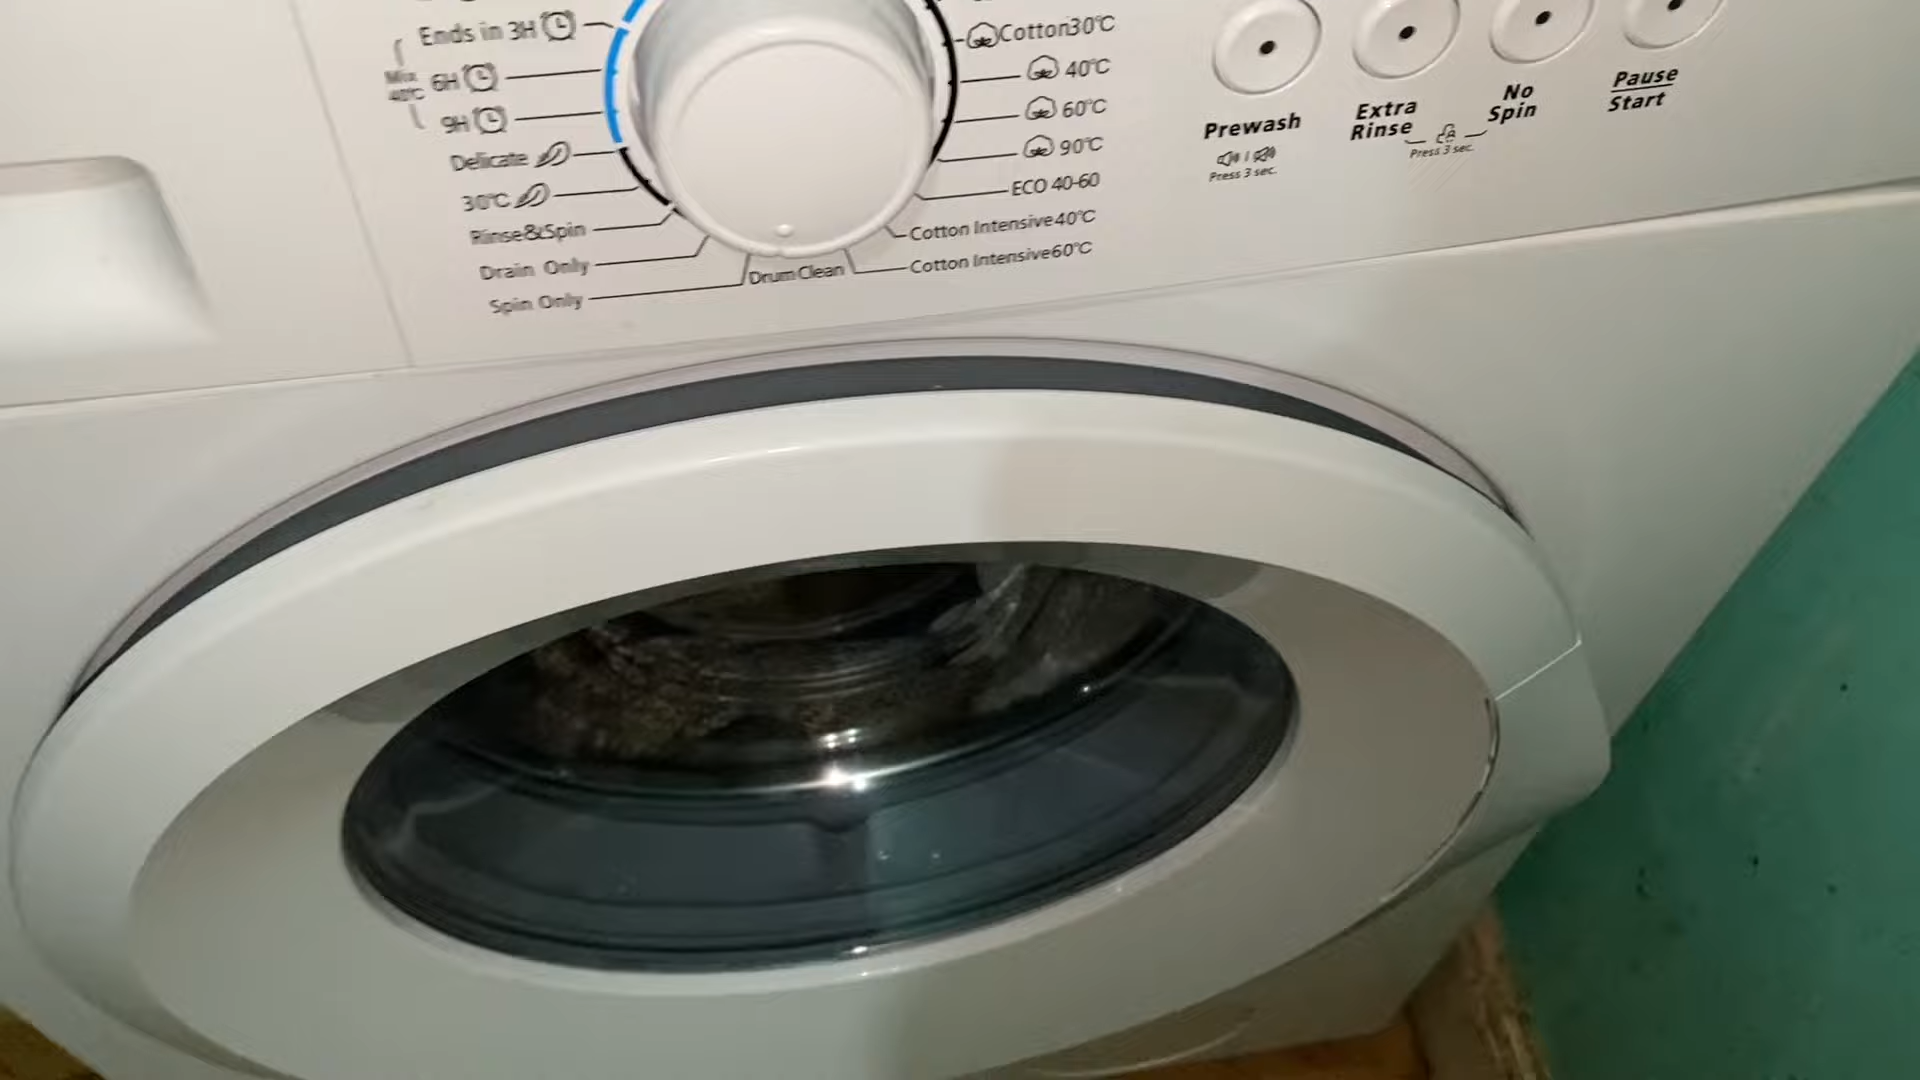 Ends in 3H
Mix
40°C
6H
9H
Delicate
30°C
Rinse&Spin
Drain Only
Spin Only
Drum Clean
Cotton30°C
40°C
60°C
90°C
ECO 40-60
Cotton Intensive40°C
Cotton Intensive60°C
Prewash
Press 3 sec.
Extra
Rinse
Press 3 sec.
No
Spin
Pause
Start